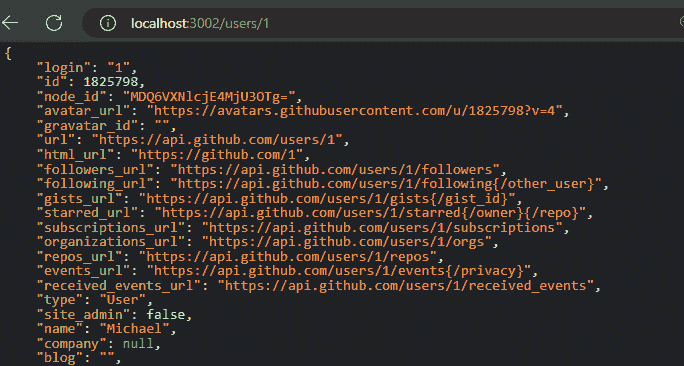 localhost:3002/users/1
{
"login": "1",
"id": 1825798,
"node_id": "MDQ6VXNlcjE4MjU3OTg=",
"avatar_url": "https://avatars.githubusercontent.com/u/1825798?v=4",
"gravatar_id": "",
"url": "https://api.github.com/users/1",
"html_url": "https://github.com/1",
"followers_url": "https://api.github.com/users/1/followers",
"following_url": "https://api.github.com/users/1/following{/other_user}",
"gists_url": "https://api.github.com/users/1/gists{/gist_id}",
"starred_url": "https://api.github.com/users/1/starred{/owner}{/repo}",
"subscriptions_url": "https://api.github.com/users/1/subscriptions",
"organizations_url": "https://api.github.com/users/1/orgs",
"repos_url": "https://api.github.com/users/1/repos",
"events_url": "https://api.github.com/users/1/events{/privacy}",
"received_events_url": "https://api.github.com/users/1/received_events",
"type": "User",
"site_admin": false,
"name": "Michael",
"company": null,
"blog": "",